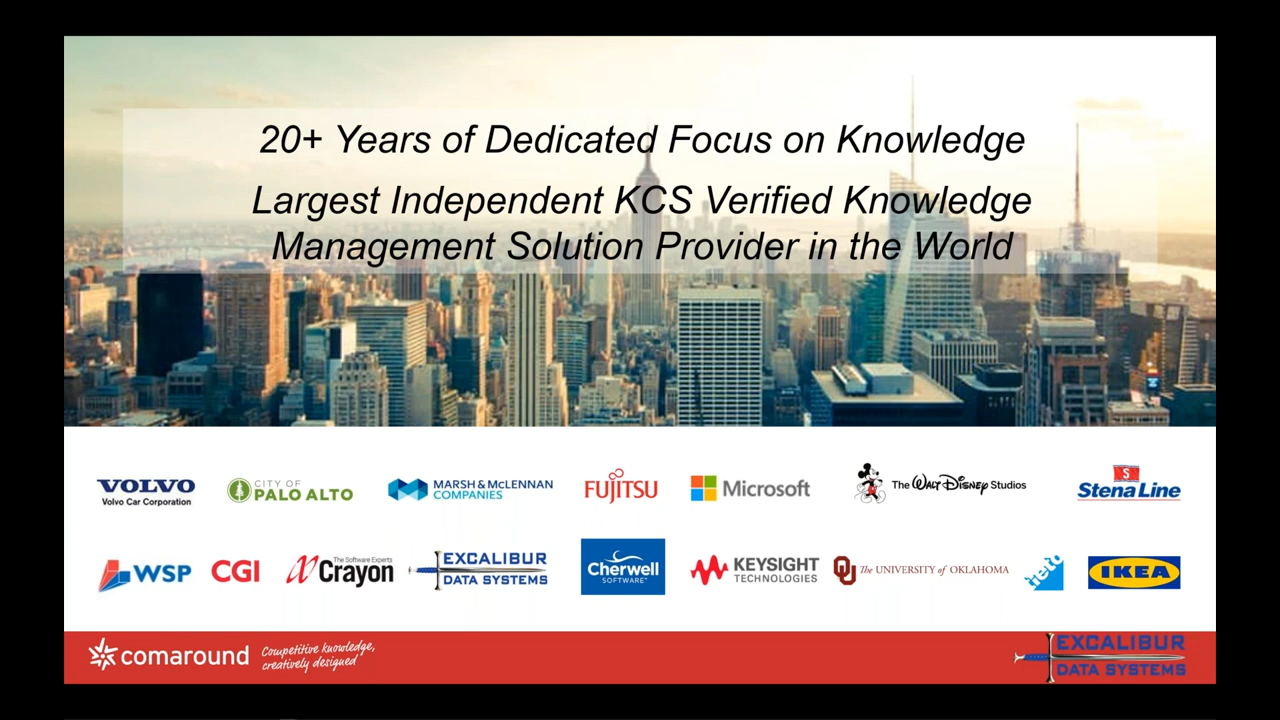 20+ Years of Dedicated Focus on Knowledge
Largest Independent KCS Verified Knowledge
Management Solution Provider in the World
VOLVO
Volvo Car Corporation
CITY OF
PALO ALTO
MARSH & McLENNAN
COMPANIES
FUJITSU
Microsoft
The WALT DISNEY Studios
S
Stena Line
WSP
CGI
The Software Experts
Crayon
EXCALIBUR
DATA SYSTEMS
Cherwell
SOFTWARE™
KEYSIGHT
TECHNOLOGIES
OU
The UNIVERSITY of OKLAHOMA
tieto
IKEA
comaround
Competitive knowledge,
creatively designed
EXCALIBUR
DATA SYSTEMS